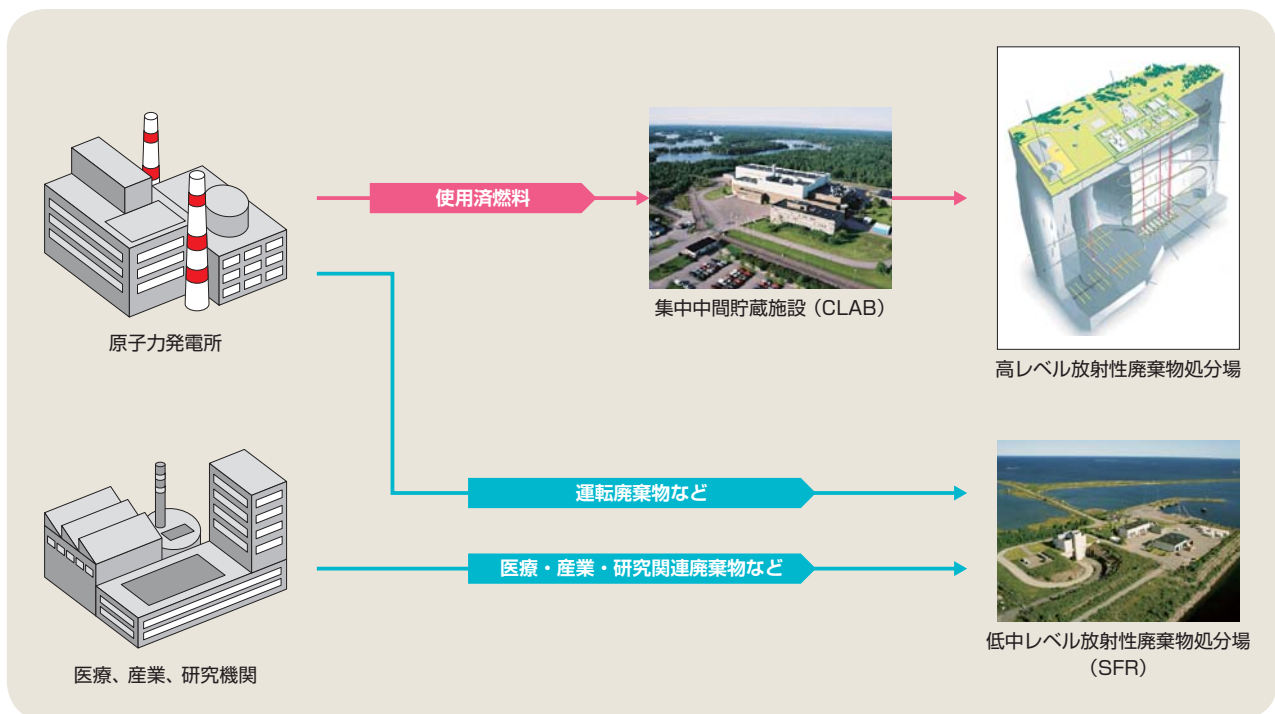 使用済燃料
集中中間貯蔵施設（CLAB）
原子力発電所
高レベル放射性廃棄物処分場
運転廃棄物など
医療・産業・研究関連廃棄物など
低中レベル放射性廃棄物処分場
（SFR）
医療、産業、研究機関